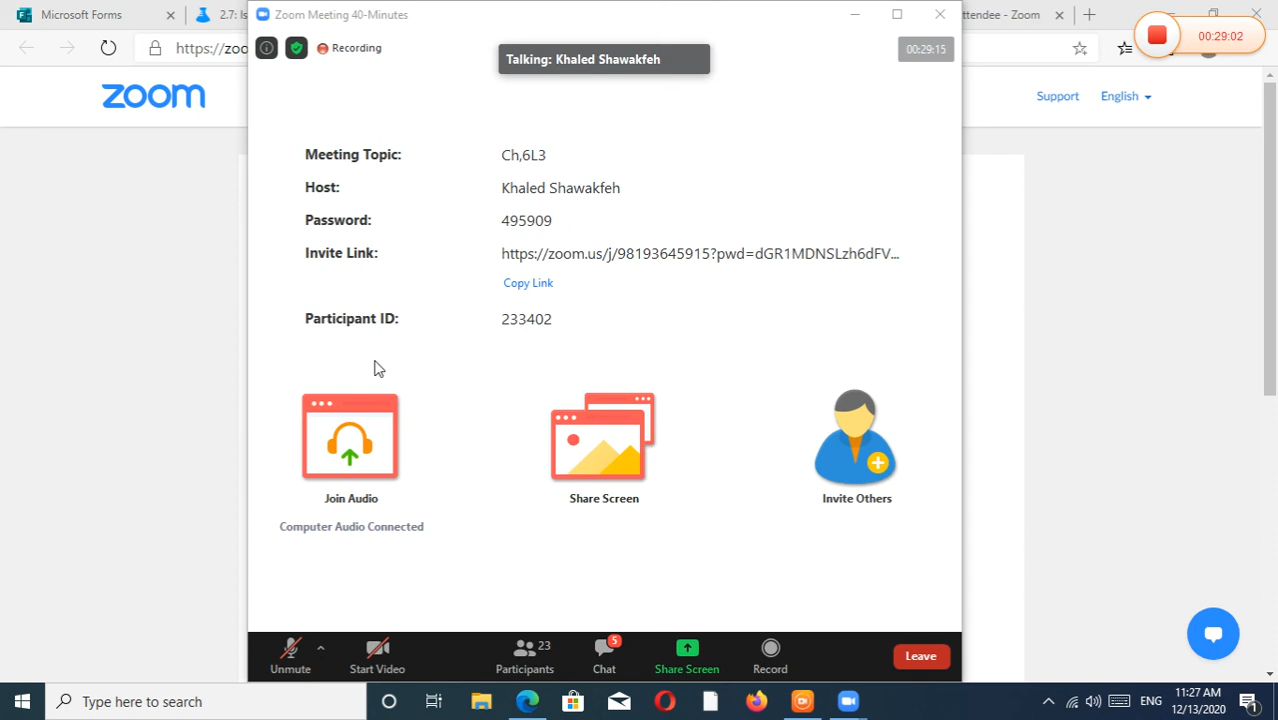 Microsoft Forms
2.7: Is
Zoom Meeting 40-Minutes
ttendee - Zoom
https://zoo
Recording
Talking: Khaled Shawakfeh
00:29:15
00:29:02
zoom
Support
English
Meeting Topic:
Ch,6L3
Host:
Khaled Shawakfeh
Password:
495909
Invite Link:
https://zoom.us/j/98193645915?pwd=dGR1MDNSLzh6dFV...
Copy Link
Participant ID:
233402
Join Audio
Share Screen
Invite Others
Computer Audio Connected
23
5
Unmute
Start Video
Participants
Chat
Share Screen
Record
Leave
Type here to search
ENG
11:27 AM
12/13/2020
1